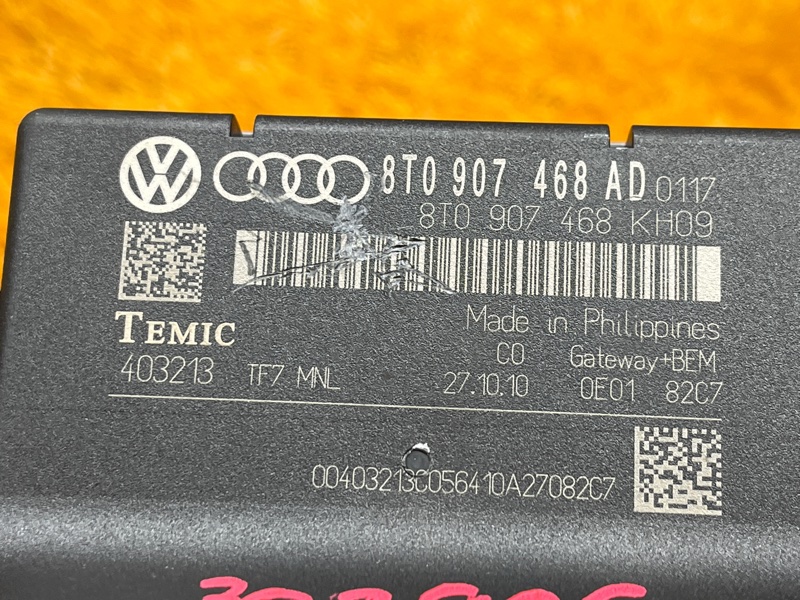 8T0 907 468 AD 0117
8T0 907 468 KH09
TEMIC
Made in Philippines
C0 Gateway+BEM
403213 TF7 MNL 27.10.10 0E01 82C7
00403213C056410A27082C7